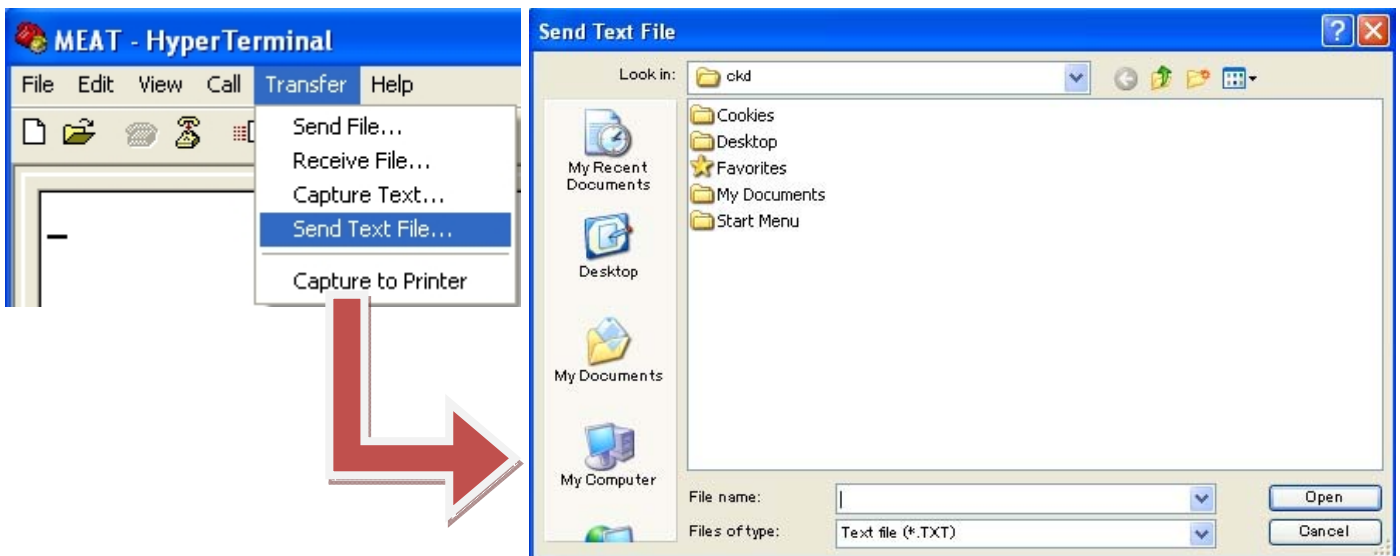 MEAT - HyperTerminal
File Edit View Call Transfer Help
Send File...
Receive File...
Capture Text...
Send Text File...
Capture to Printer
Send Text File
Look in: ckd
My Recent
Documents
Desktop
My Documents
My Computer
Cookies
Desktop
Favorites
My Documents
Start Menu
File name:
Open
Files of type: Text file (*.TXT)
Cancel